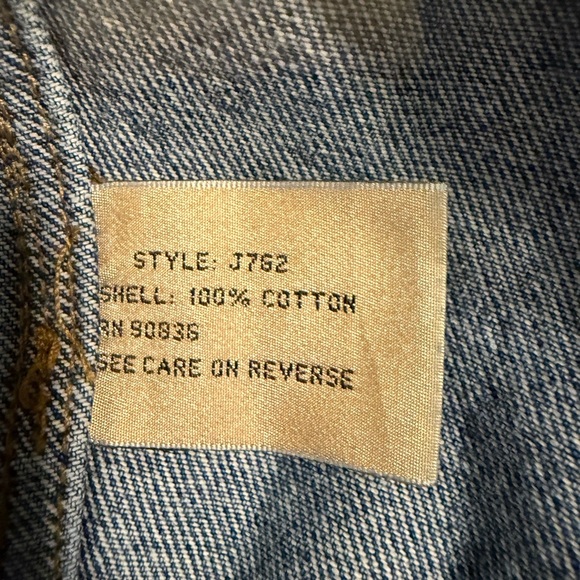 STYLE: J762
SHELL: 100% COTTON
RN 90836
SEE CARE ON REVERSE